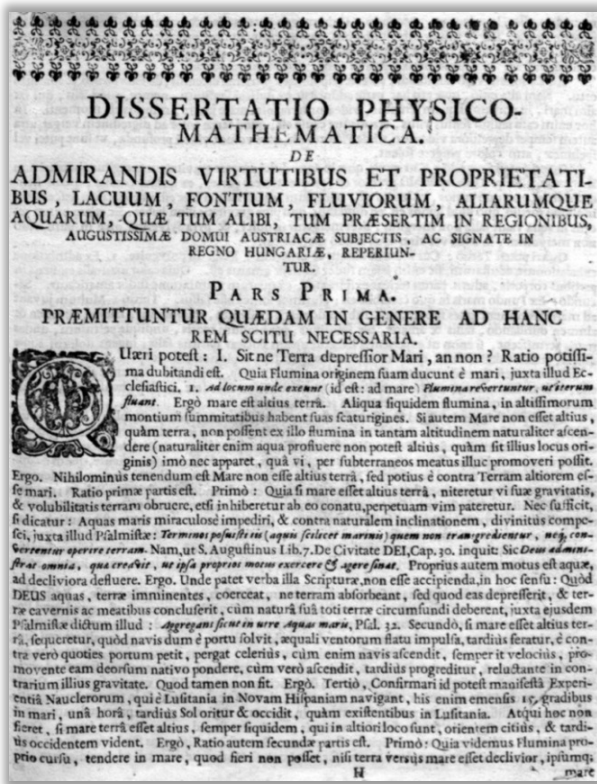 DISSERTATIO PHYSICO-
MATHEMATICA.
DE
ADMIRANDIS VIRTUTIBUS ET PROPRIETATI-
BUS, LACUUM, FONTIUM, FLUVIORUM, ALIARUMQUE
AQUARUM, QUÆ TUM ALIBI, TUM PRÆSERTIM IN REGIONIBUS,
AUGUSTISSIMÆ DOMUI AUSTRIACÆ SUBJECTIS, AC SIGNATE IN
REGNO HUNGARIÆ, REPERIUN-
TUR.
PARS PRIMA.
PRÆMITTUNTUR QUÆDAM IN GENERE AD HANC
REM SCITU NECESSARIA.
QUæri potest: I. Sit ne Terra depressior Mari, an non? Ratio potissi-
ma dubitandi est. Quia Flumina originem suam ducunt è mari, juxta illud Ec-
clesiastici. 1. Ad locum unde exeunt (id est: ad mare) Flumina revertuntur, ut iterum
fluant. Ergò mare est altius terrâ. Aliqua siquidem flumina, in altissimorum
montium summitatibus habent suas scaturigines. Si autem Mare non esset altius,
quàm terra, non possent ex illo flumina in tantam altitudinem naturaliter ascen-
dere (naturaliter enim aqua profluere non potest altiùs, quàm sit illius locus ori-
ginis) imò nec apparet, quâ vi, per subterraneos meatus illuc promoveri possit.
Ergo. Nihilominùs tenendum est Mare non esse altius terrâ, sed potiùs è contra Terram altiorem es-
se mari. Ratio primæ partis est. Primò: Quia si mare esset altius terrâ, niteretur vi suæ gravitatis,
& volubilitatis terram obruere, etsi inhiberetur ab eo conatu, perpetuam vim pateretur. Nec sufficit,
si dicatur: Aquas maris miraculosè impediri, & contra naturalem inclinationem, divinitùs compe-
sci, juxta illud Psalmistæ: Terminos posuisti eis (aquis scilicet marinis) quem non transgredientur, neq; con-
vertentur operire terram. Nam, ut S. Augustinus Lib. 7. De Civitate DEI, Cap. 30. inquit: Sic Deus admini-
strat omnia, quæ creavit, ut ipsa proprios motus exercere & agere sinat. Proprius autem motus est aquæ,
ad decliviora defluere. Ergo. Unde patet verba illa Scripturæ, non esse accipienda, in hoc sensu: Quòd
DEUS aquas, terræ imminentes, coërceat, ne terram absorbeant, sed quod eas depresserit, & ter-
ræ cavernis ac meatibus concluserit, cùm naturâ suâ toti terræ circumfundi deberent, juxta ejusdem
Psalmistæ dictum illud: Aggregans sicut in utre Aquas maris, Psal. 32. Secundò, si mare esset altius ter-
râ, sequeretur, quòd navis dum è portu solvit, æquali ventorum flatu impulsa, tardiùs feratur, è con-
tra verò quoties portum petit, pergat celeriùs, cùm enim navis ascendit, semper it velociùs, pro-
movente eam deorsum nativo pondere, cùm verò ascendit, tardiùs progreditur, reluctante in con-
trarium illius gravitate. Quod tamen non fit. Ergò. Tertiò, Confirmari id potest manifestâ Experi-
entiâ Nauclerorum, qui è Lusitania in Novam Hispaniam navigant, his enim emensis 15. gradibus
in mari, unâ horâ, tardiùs Sol oritur & occidit, quàm existentibus in Lusitania. Atqui hoc non
fieret, si mare terrâ esset altius, semper siquidem, qui in altiori loco sunt, orientem citiùs, & tardi-
ùs occidentem vident. Ergò, Ratio autem secundæ partis est. Primò: Quia videmus Flumina pro-
prio cursu, tendere in mare, quod fieri non posset, nisi terra versus mare esset declivior, ipsumq;
H
mare